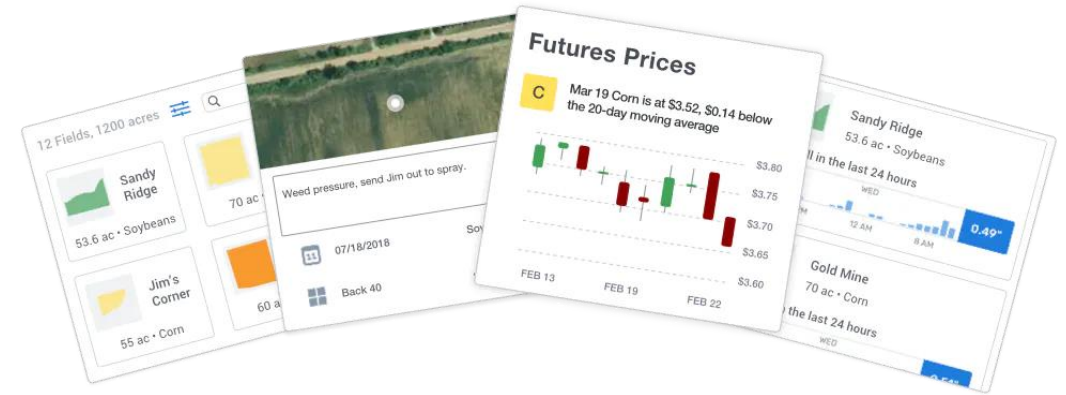 12 Fields, 1200 acres
Sandy
Ridge
53.6 ac • Soybeans
70 ac •
Jim's
Corner
55 ac • Corn
60 a
Weed pressure, send Jim out to spray.
11
07/18/2018
Soy
Back 40
Futures Prices
C
Mar 19 Corn is at $3.52, $0.14 below
the 20-day moving average
$3.80
$3.75
$3.70
$3.65
$3.60
FEB 13
FEB 19
FEB 22
Sandy Ridge
53.6 ac • Soybeans
ll in the last 24 hours
WED
PM
12 AM
8 AM
0.49"
Gold Mine
70 ac • Corn
the last 24 hours
WED